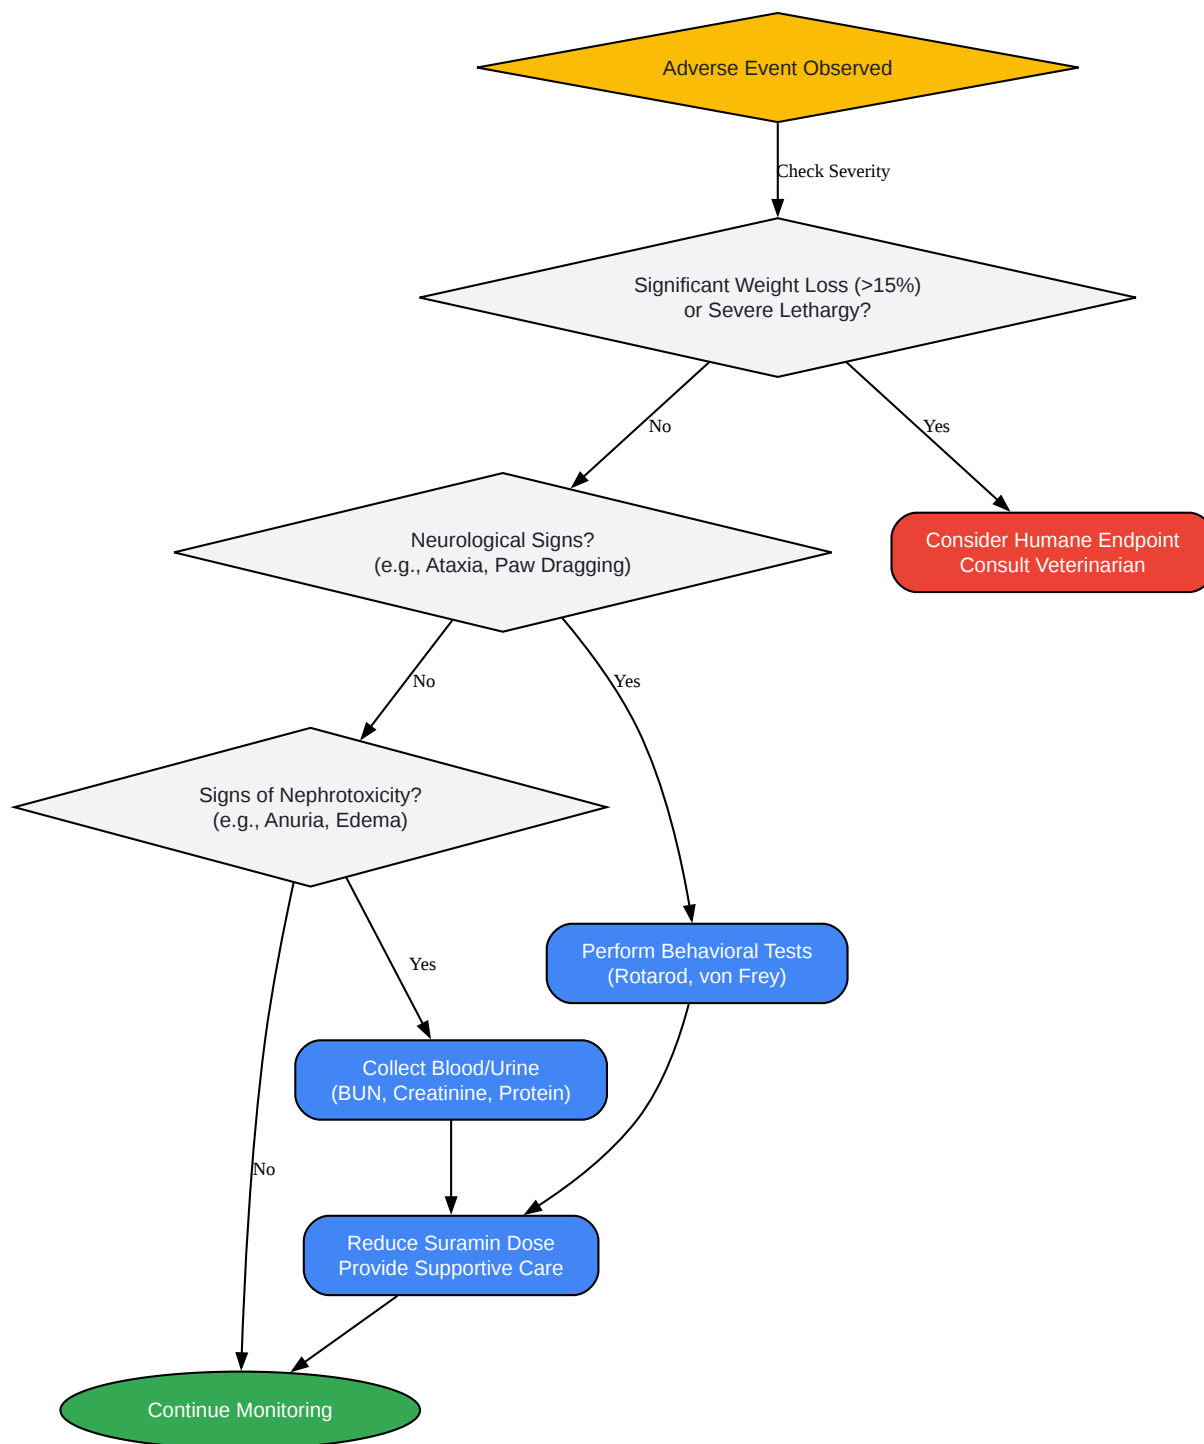 Adverse Event Observed
Check Severity
Significant Weight Loss (>15%)
or Severe Lethargy?
No
Yes
Neurological Signs?
(e.g., Ataxia, Paw Dragging)
Consider Humane Endpoint
Consult Veterinarian
No
Yes
Signs of Nephrotoxicity?
(e.g., Anuria, Edema)
Yes
Perform Behavioral Tests
(Rotarod, von Frey)
Collect Blood/Urine
(BUN, Creatinine, Protein)
No
Reduce Suramin Dose
Provide Supportive Care
Continue Monitoring